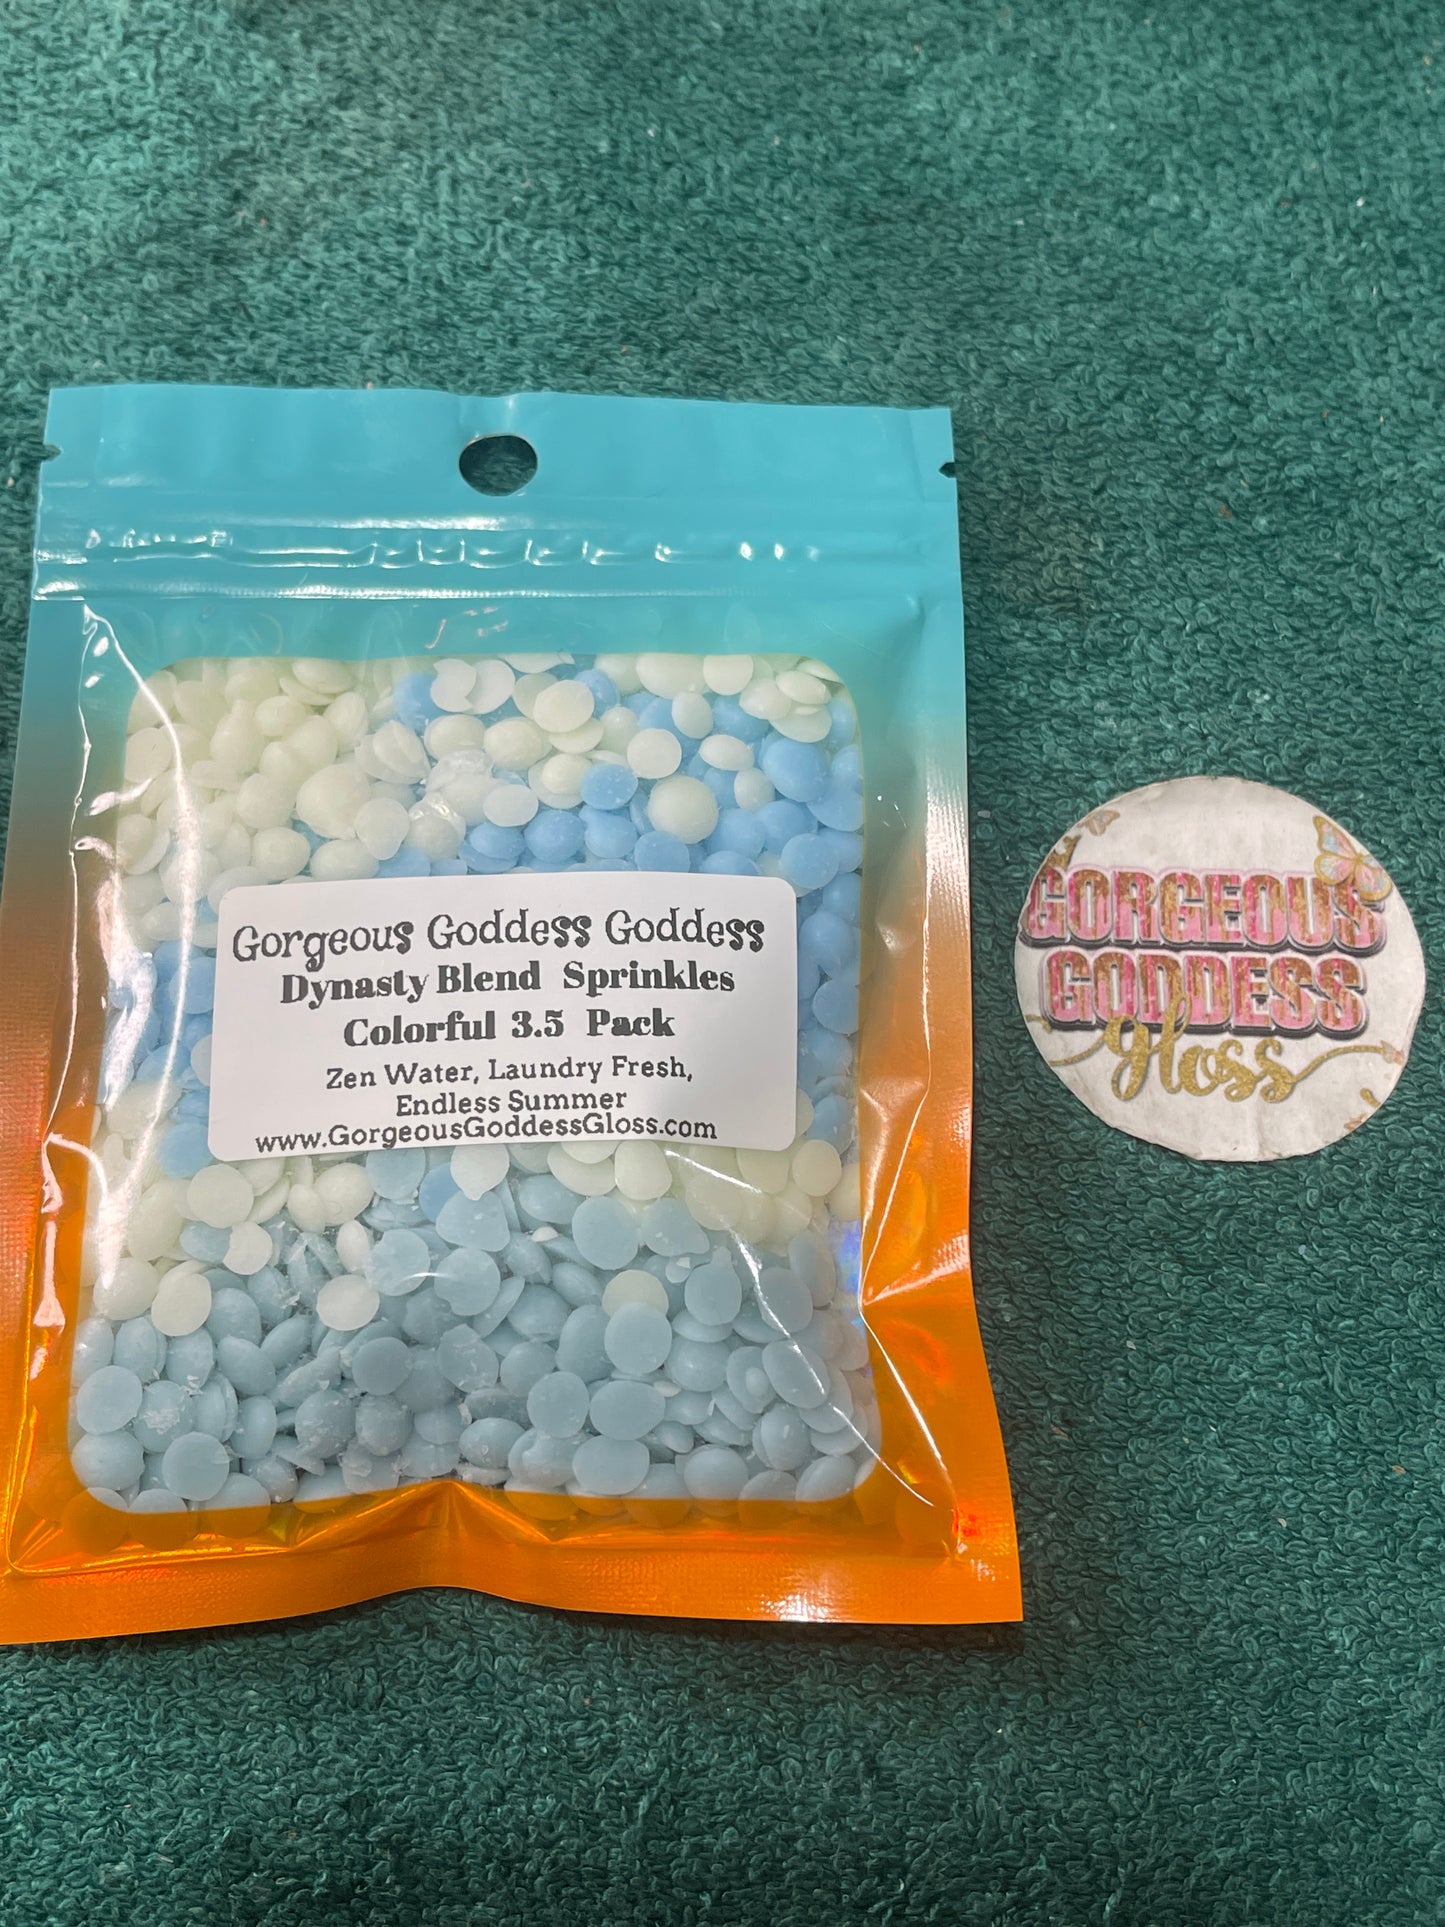 Gorgeous Goddess Goddess
Dynasty Blend Sprinkles
Colorful 3.5 Pack
Zen Water, Laundry Fresh,
Endless Summer
www.GorgeousGoddessGloss.com
GORGEOUS
GODDESS
gloss